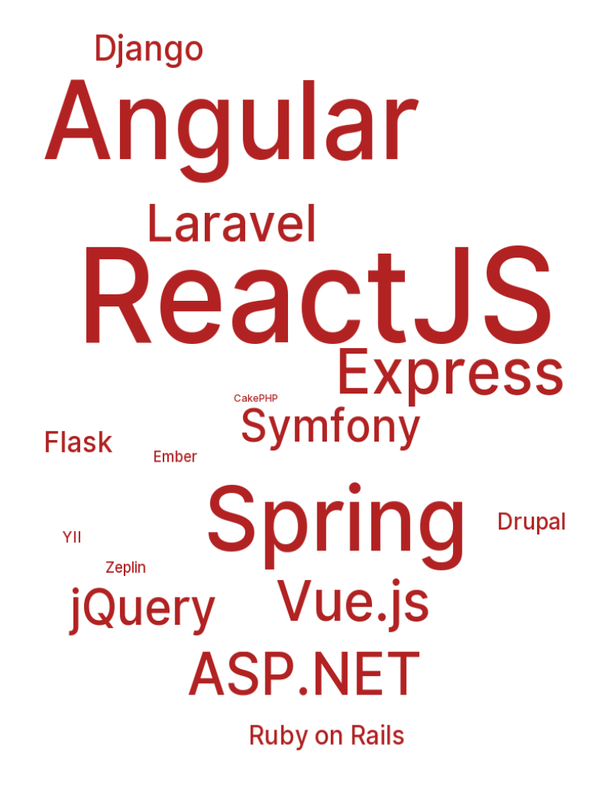 Django
Angular
Laravel
ReactJS
Express
CakePHP
Symfony
Flask
Ember
Spring
Drupal
YII
Zeplin
jQuery
Vue.js
ASP.NET
Ruby on Rails